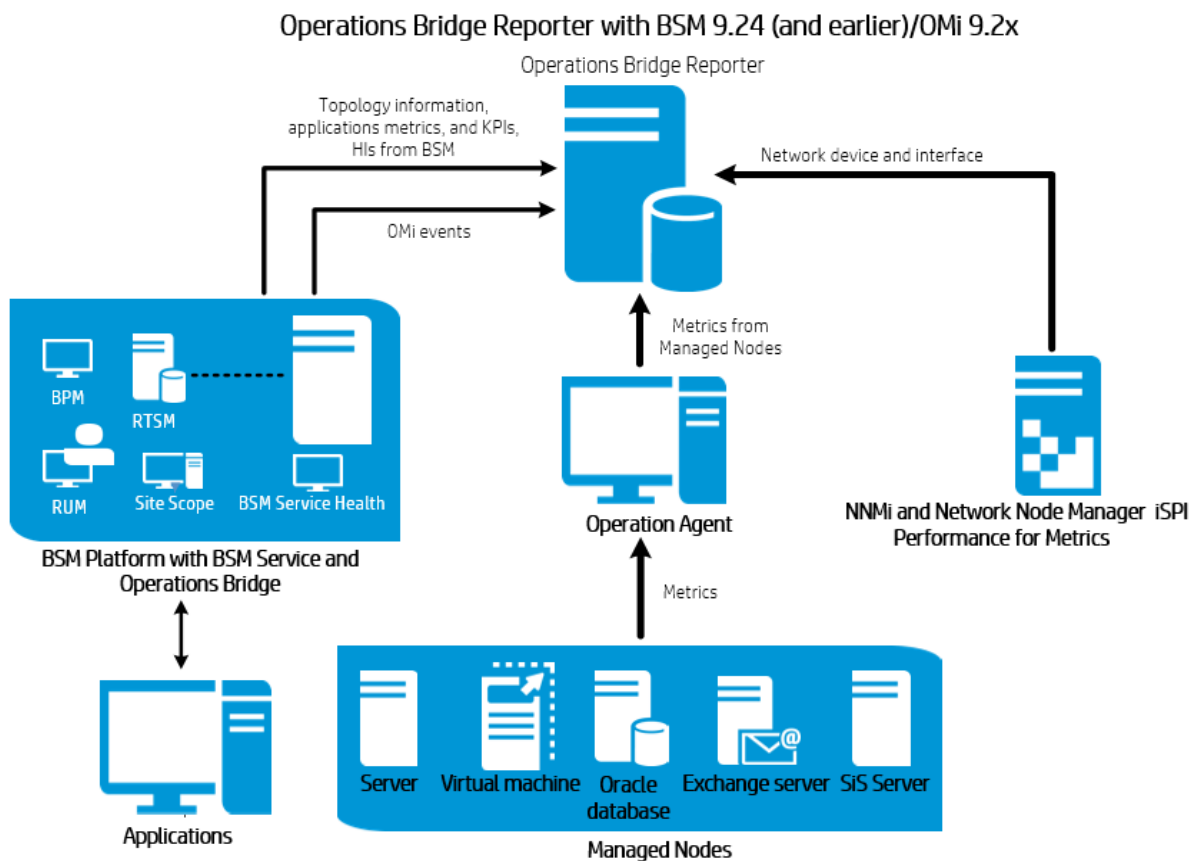 Operations Bridge Reporter with BSM 9.24 (and earlier)/OMi 9.2x
Operations Bridge Reporter
Topology information,
applications metrics, and KPIs,
HIs from BSM
Network device and interface
OMi events
Metrics from
Managed Nodes
BPM
RTSM
RUM
Site Scope
BSM Service Health
BSM Platform with BSM Service and
Operations Bridge
Operation Agent
NNMi and Network Node Manager iSPI
Performance for Metrics
Metrics
Applications
Server
Virtual machine
Oracle
database
Exchange server
@
SiS Server
Managed Nodes